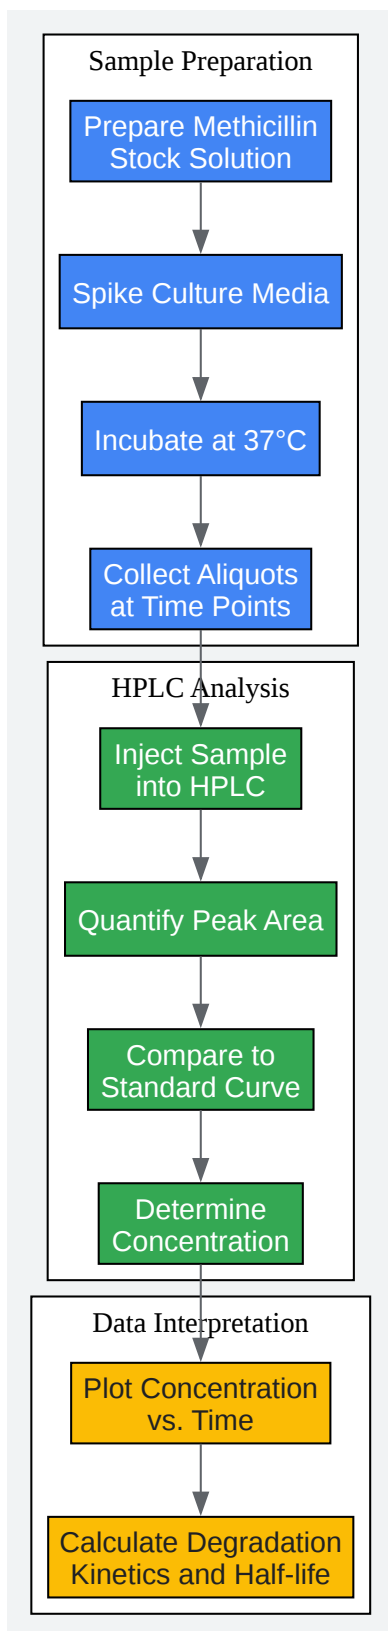 Sample Preparation
Prepare Methicillin
Stock Solution
Spike Culture Media
Incubate at 37°C
Collect Aliquots
at Time Points
HPLC Analysis
Inject Sample
into HPLC
Quantify Peak Area
Compare to
Standard Curve
Determine
Concentration
Data Interpretation
Plot Concentration
vs. Time
Calculate Degradation
Kinetics and Half-life